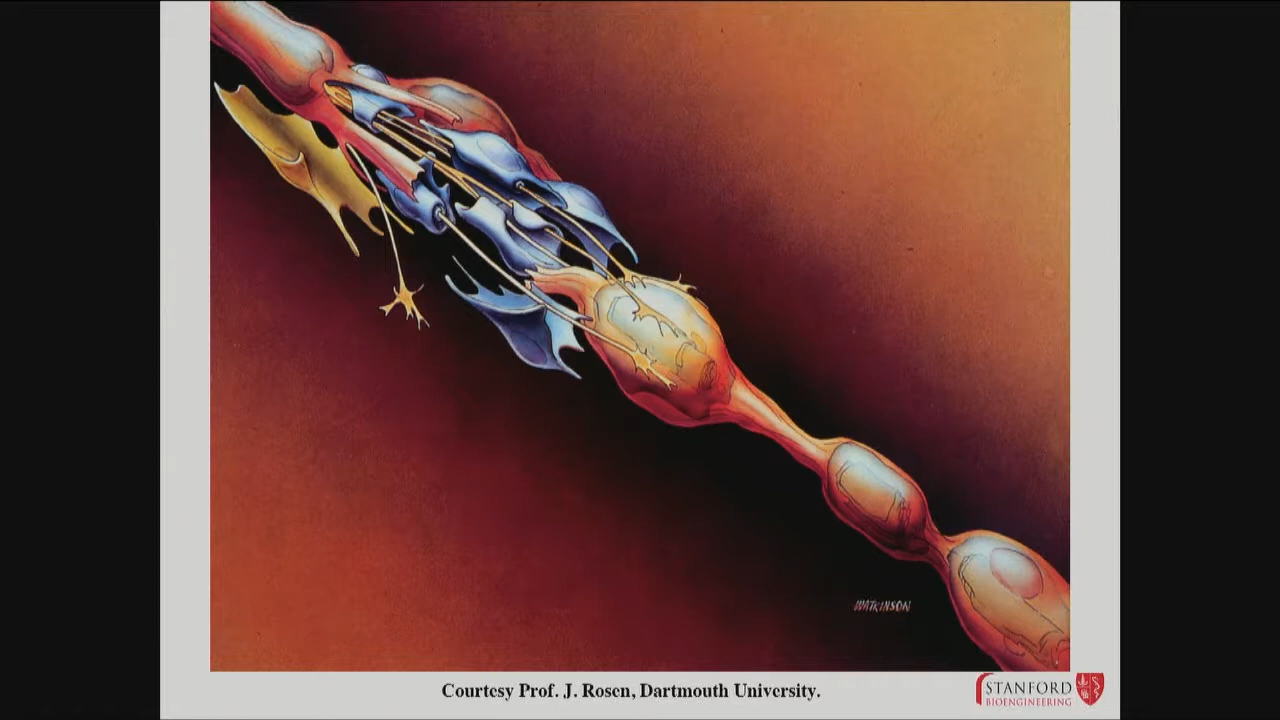 WATKINSON
Courtesy Prof. J. Rosen, Dartmouth University.
STANFORD
BIOENGINEERING